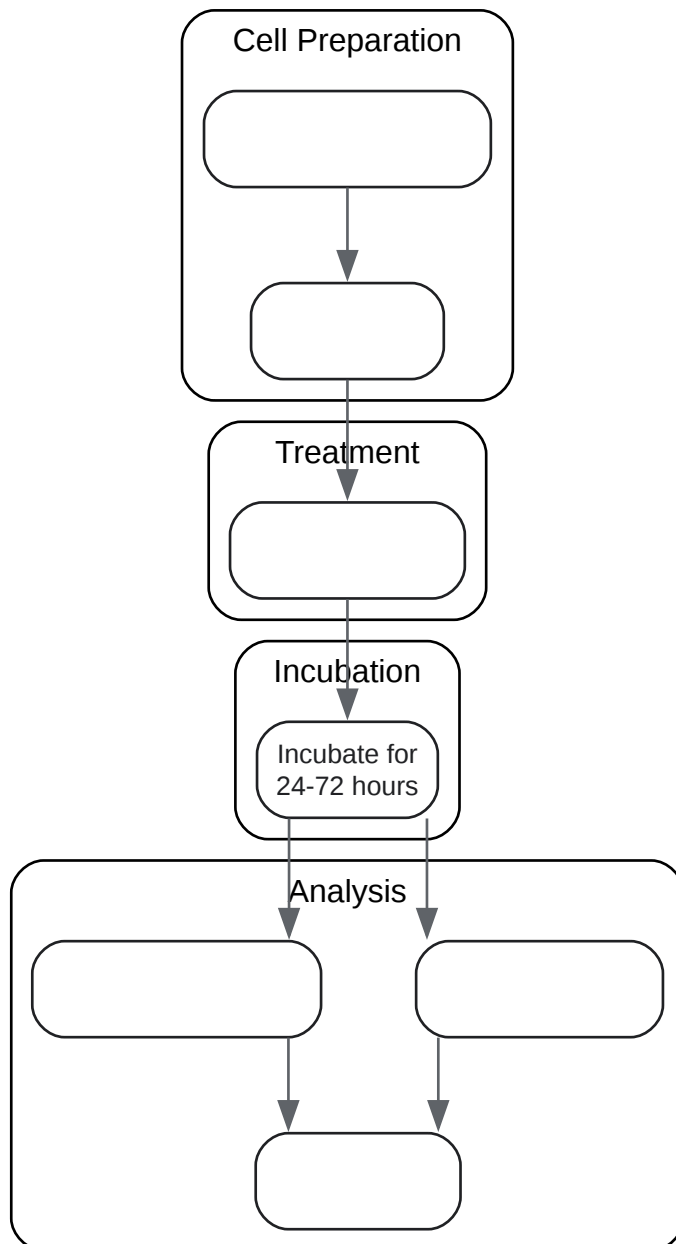 Cell Preparation
Treatment
Incubation
Incubate for
24-72 hours
Analysis